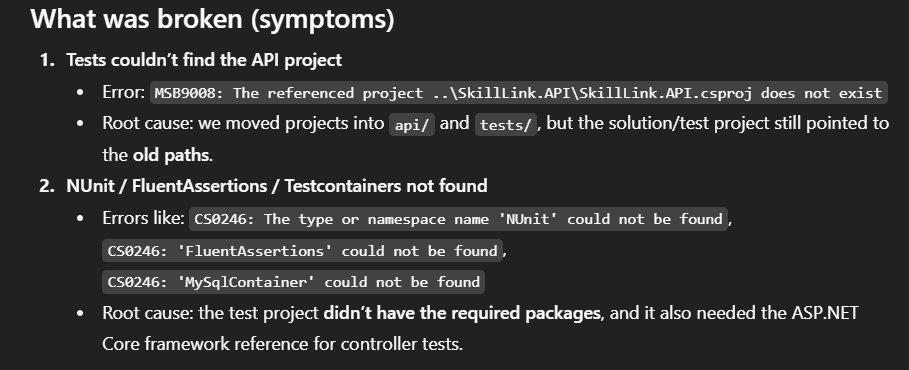 What was broken (symptoms)
1. Tests couldn’t find the API project
• Error: MSB9008: The referenced project ..\SkillLink.API\SkillLink.API.csproj does not exist
• Root cause: we moved projects into api/ and tests/, but the solution/test project still pointed to
the old paths.
2. NUnit / FluentAssertions / Testcontainers not found
• Errors like: CS0246: The type or namespace name 'NUnit' could not be found,
CS0246: 'FluentAssertions' could not be found,
CS0246: 'MySqlContainer' could not be found
• Root cause: the test project didn’t have the required packages, and it also needed the ASP.NET
Core framework reference for controller tests.